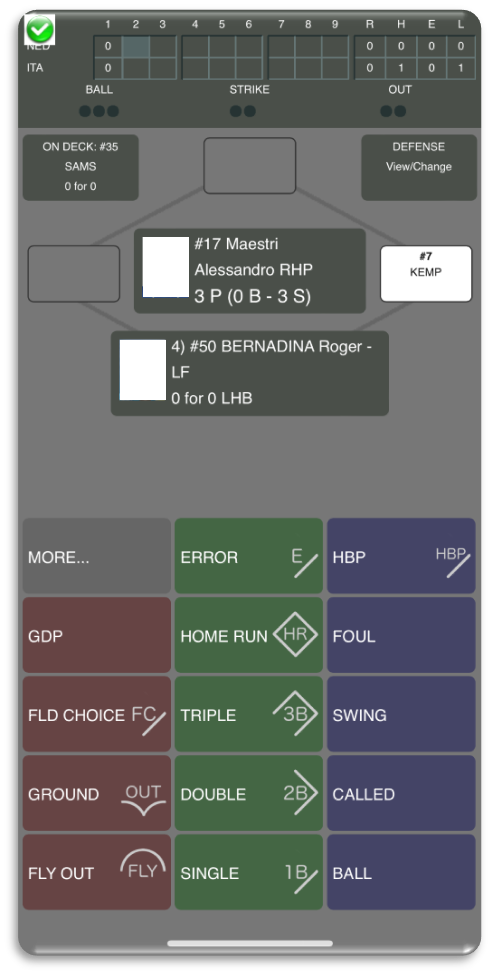 1 2 3 4 5 6 7 8 9 R H E L
NED 0 0 0 0 0
ITA 0 0 1 0 1
BALL STRIKE OUT
ON DECK: #35
SAMS
0 for 0
DEFENSE
View/Change
#17 Maestri
Alessandro RHP
3 P (0 B - 3 S)
#7
KEMP
4) #50 BERNADINA Roger -
LF
0 for 0 LHB
MORE... ERROR E HBP HBP
GDP HOME RUN HR FOUL
FLD CHOICE FC TRIPLE 3B SWING
GROUND OUT DOUBLE 2B CALLED
FLY OUT FLY SINGLE 1B BALL